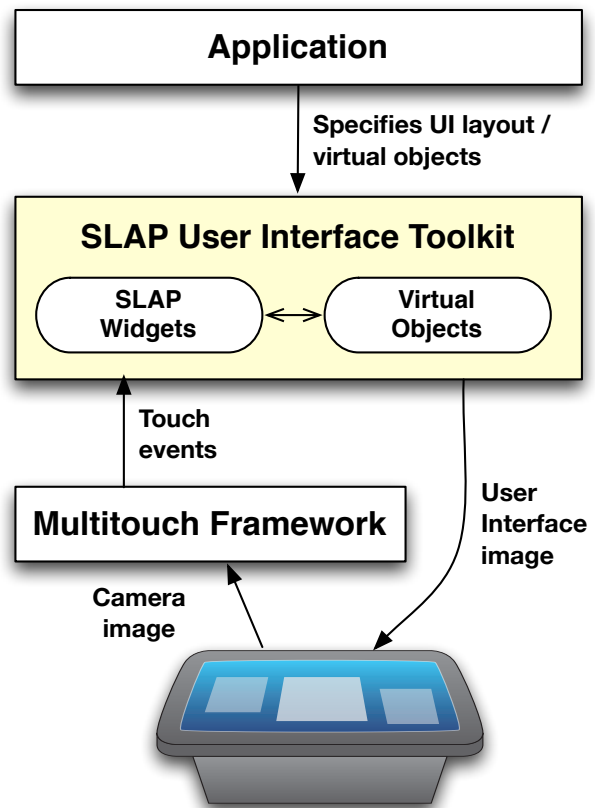 Application
Specifies UI layout /
virtual objects
SLAP User Interface Toolkit
SLAP
Widgets
Virtual
Objects
Touch
events
Multitouch Framework
User
Interface
image
Camera
image